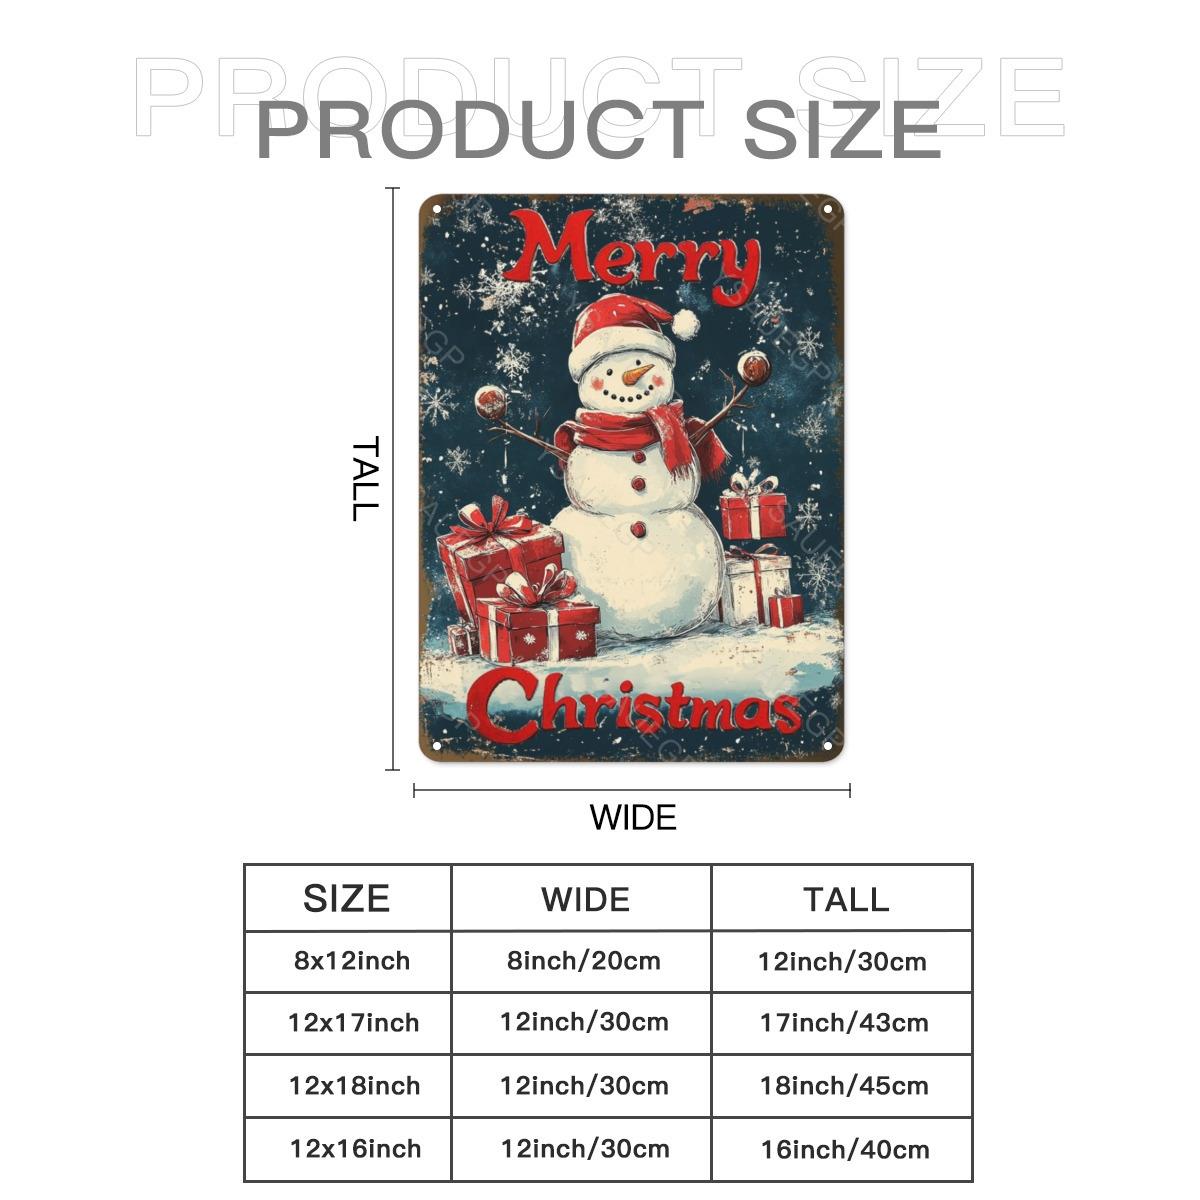 PRODUCT SIZE
PRODUCT SIZE
Merry
TALL
Christmas
WIDE
SIZE WIDE TALL
8x12inch 8inch/20cm 12inch/30cm
12x17inch 12inch/30cm 17inch/43cm
12x18inch 12inch/30cm 18inch/45cm
12x16inch 12inch/30cm 16inch/40cm